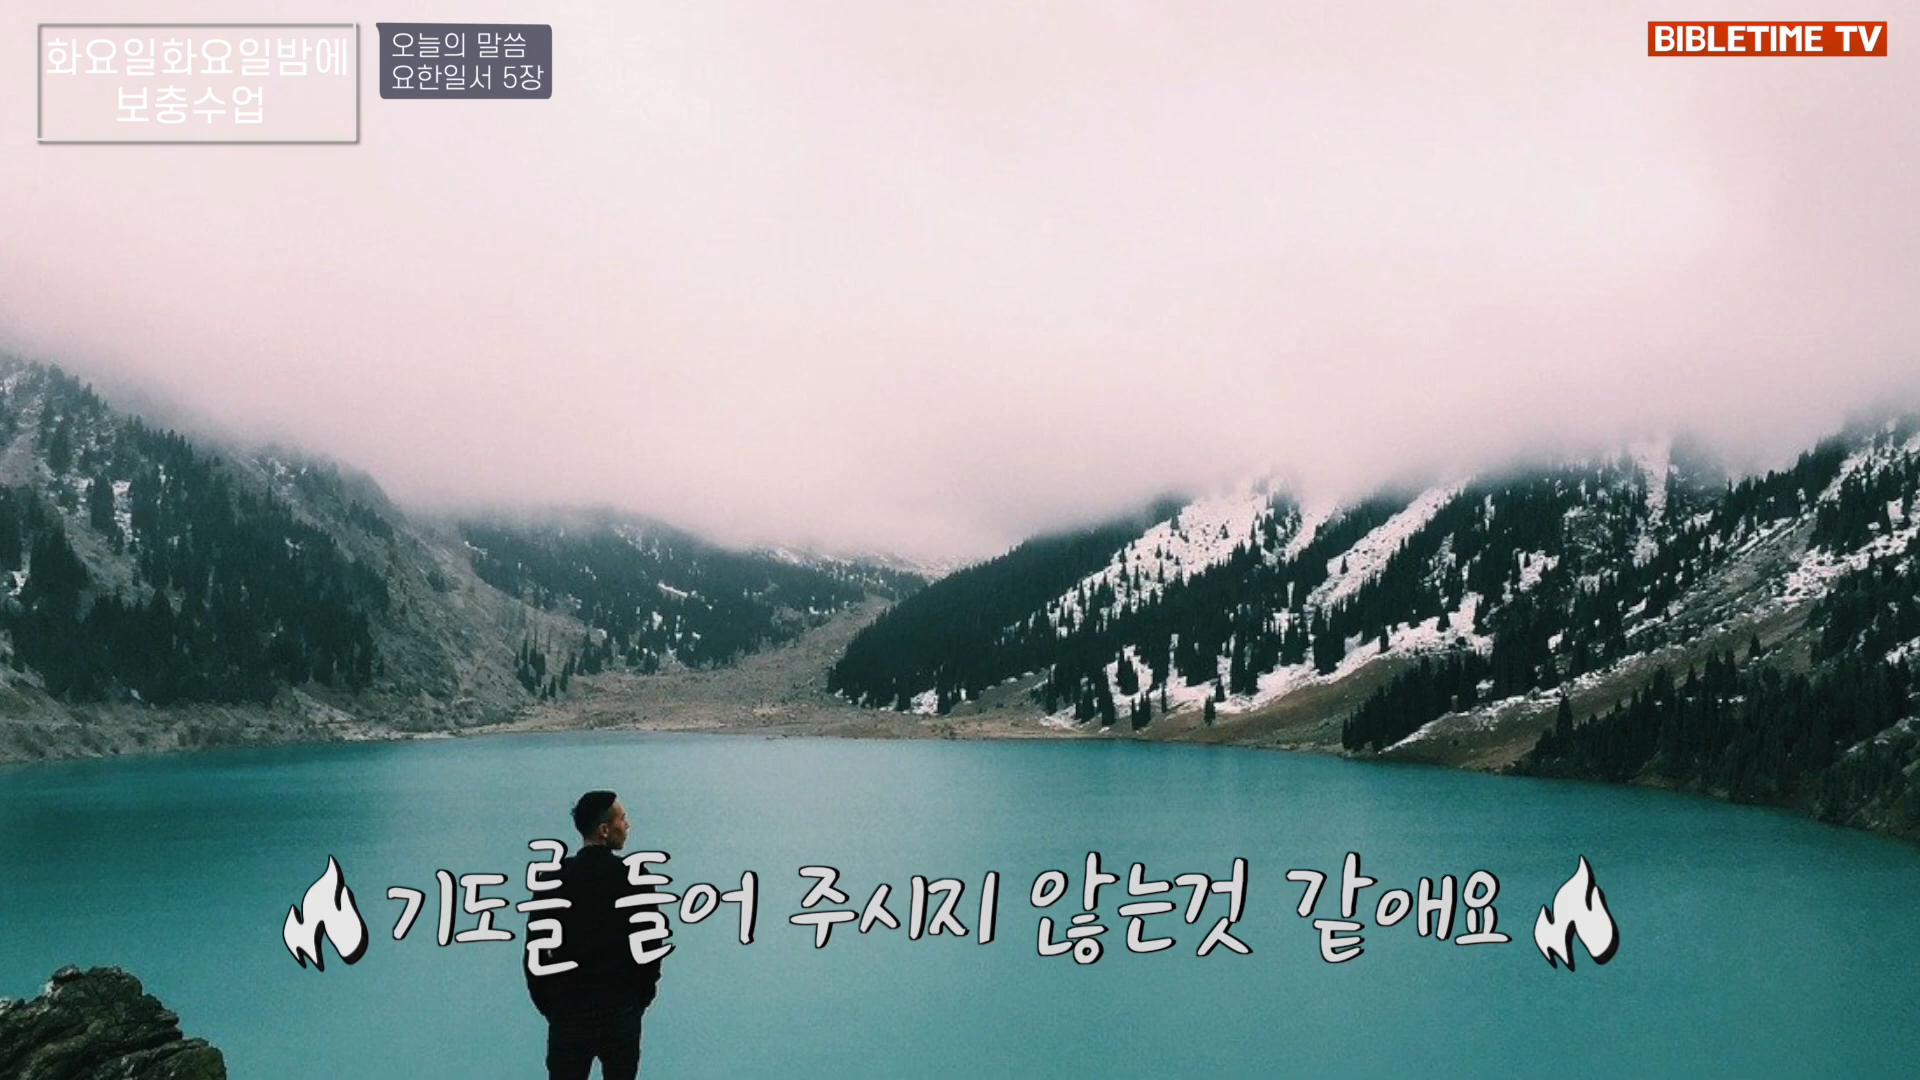 화요일화요일밤에
보충수업
오늘의 말씀
요한일서 5장
BIBLETIME TV
기도를 들어 주시지 않는것 같애요